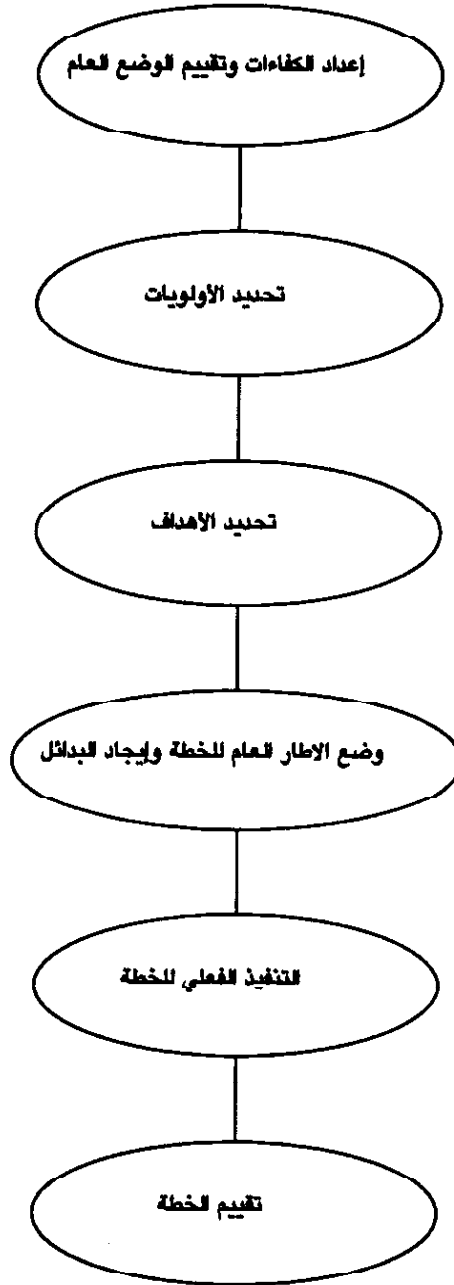 إعداد الكفاءات وتقييم الوضع العام
تحديد الأولويات
تحديد الأهداف
وضع الاطار العام للخطة وإيجاد البدائل
التنفيذ الفعلي للخطة
تقييم الخطة